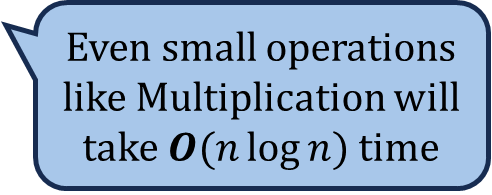 Even small operations
like Multiplication will
take O(n log n) time